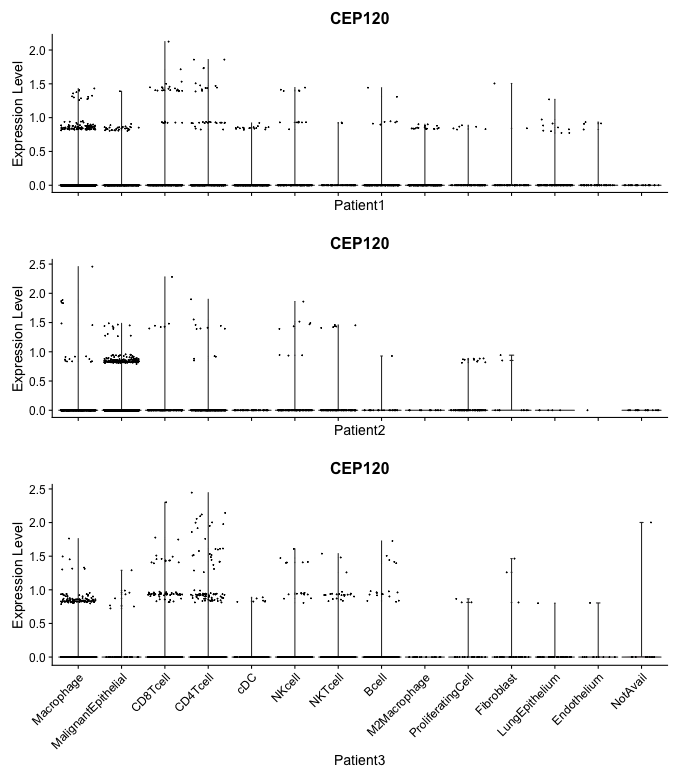 CEP120
Expression Level
2.0
1.5
1.0
0.5
0.0
Patient1
CEP120
Expression Level
2.5
2.0
1.5
1.0
0.5
0.0
Patient2
CEP120
Expression Level
2.5
2.0
1.5
1.0
0.5
0.0
Macrophage
MalignantEpithelial
CD8Tcell
CD4Tcell
cDC
NKcell
NKTcell
Bcell
M2Macrophage
ProliferatingCell
Fibroblast
LungEpithelium
Endothelium
NotAvail
Patient3